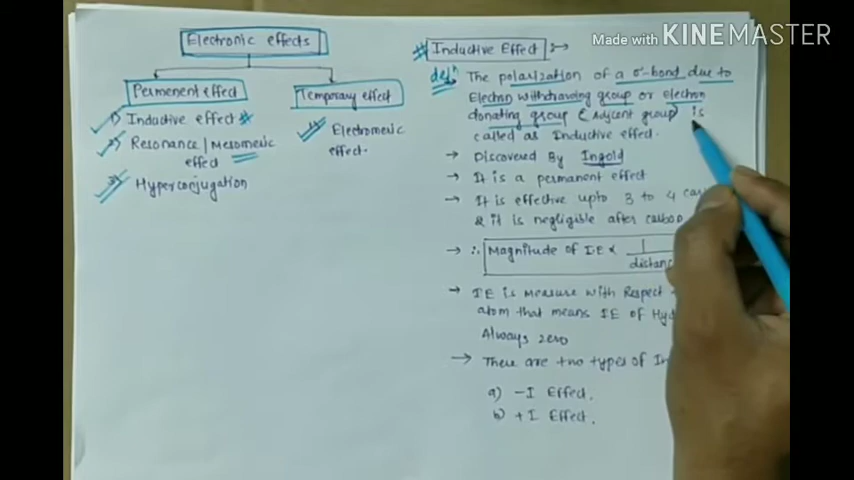 Made with KINEMASTER
Electronic effects
Permenent effect
1) Inductive effect *
2) Resonance / Mesomeric
effect
3) Hyperconjugation
Temporary effect
1) Electromeric
effect.
# Inductive Effect :→
defⁿ The polarization of a σ-bond due to
Electron withdrawing group or electron
donating group (adjcent group) is
called as Inductive effect.
→ Discovered By Ingold
→ It is a permanent effect
→ It is effective upto 3 to 4
& it is negligible after
→ ∴ Magnitude of I.E ∝ 1
distanc
→ IE is measure with Respect
atom that means IE of
Always zero
→ There are two types of
a) -I Effect.
b) +I Effect.